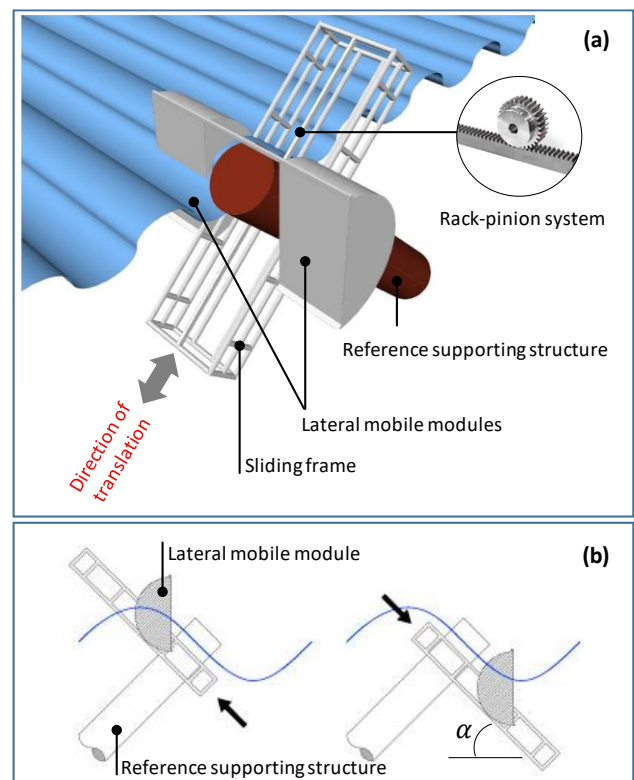 (a)
Rack-pinion system
Reference supporting structure
Lateral mobile modules
Sliding frame
Direction of
translation
(b)
Lateral mobile module
α
Reference supporting structure